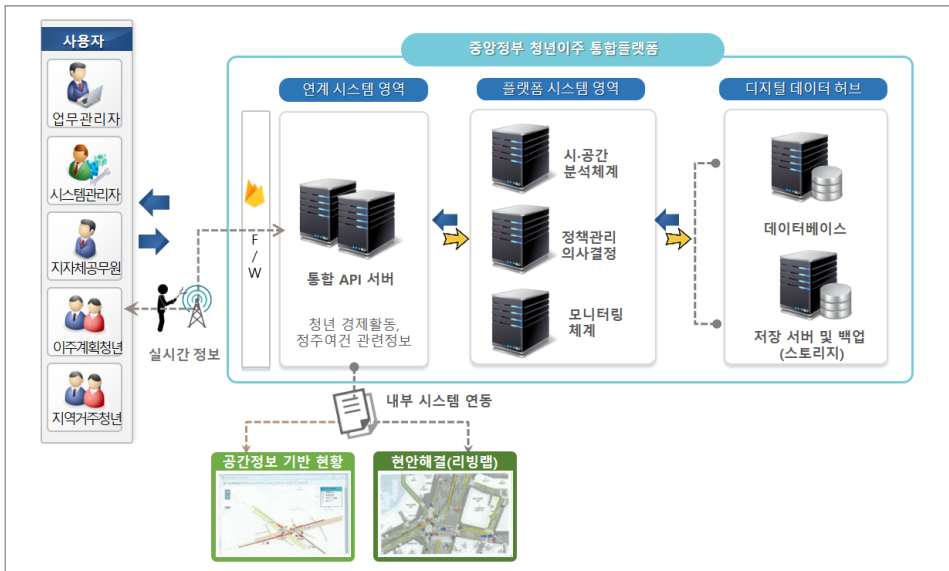 사용자
업무관리자
시스템관리자
지자체공무원
이주계획청년
지역거주청년
실시간 정보
중앙정부 청년이주 통합플랫폼
F
/
W
연계 시스템 영역
통합 API 서버
청년 경제활동,
정주여건 관련정보
플랫폼 시스템 영역
시·공간
분석체계
정책관리
의사결정
모니터링
체계
디지털 데이터 허브
데이터베이스
저장 서버 및 백업
(스토리지)
내부 시스템 연동
공간정보 기반 현황
현안해결(리빙랩)